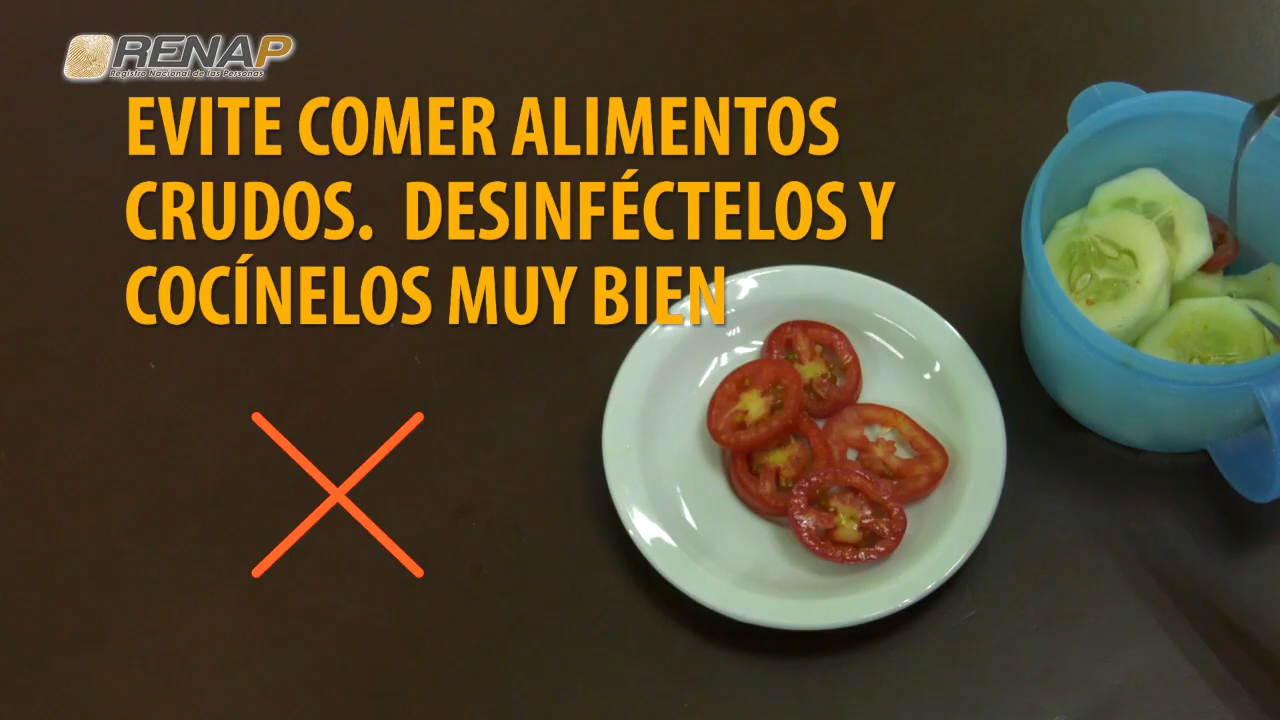 RENAP
Registro Nacional de las Personas
EVITE COMER ALIMENTOS
CRUDOS. DESINFÉCTELOS Y
COCÍNELOS MUY BIEN